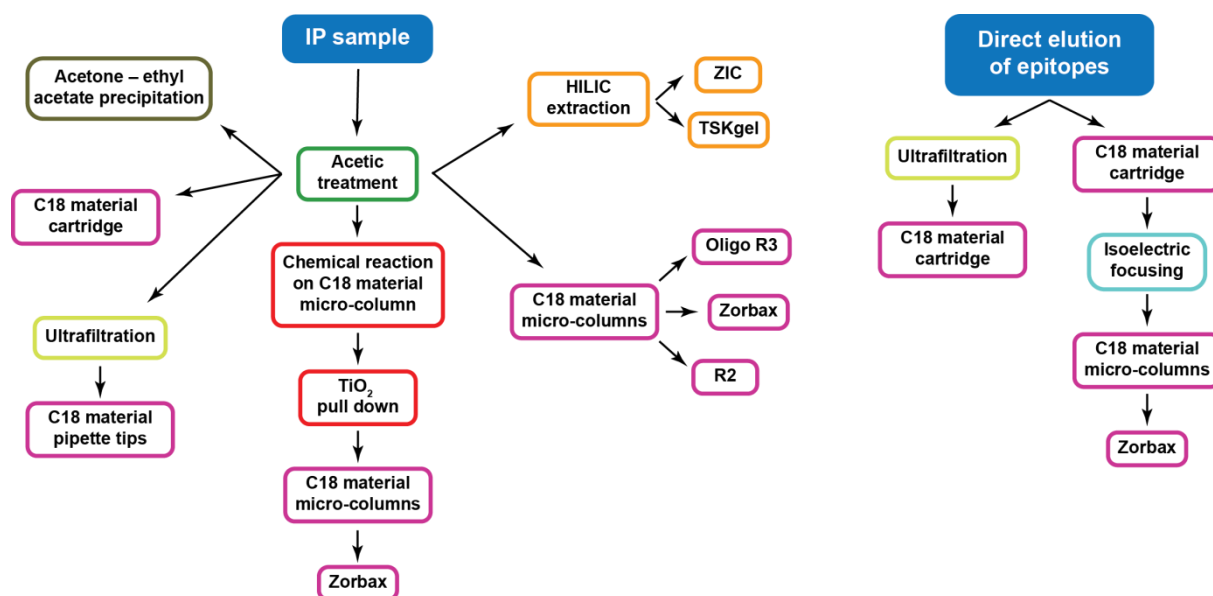 IP sample
Acetone – ethyl
acetate precipitation
Acetic
treatment
HILIC
extraction
ZIC
TSKgel
C18 material
cartridge
Ultrafiltration
C18 material
pipette tips
Chemical reaction
on C18 material
micro-column
TiO₂
pull down
C18 material
micro-columns
Zorbax
C18 material
micro-columns
Oligo R3
Zorbax
R2
Direct elution
of epitopes
Ultrafiltration
C18 material
cartridge
C18 material
cartridge
Isoelectric
focusing
C18 material
micro-columns
Zorbax